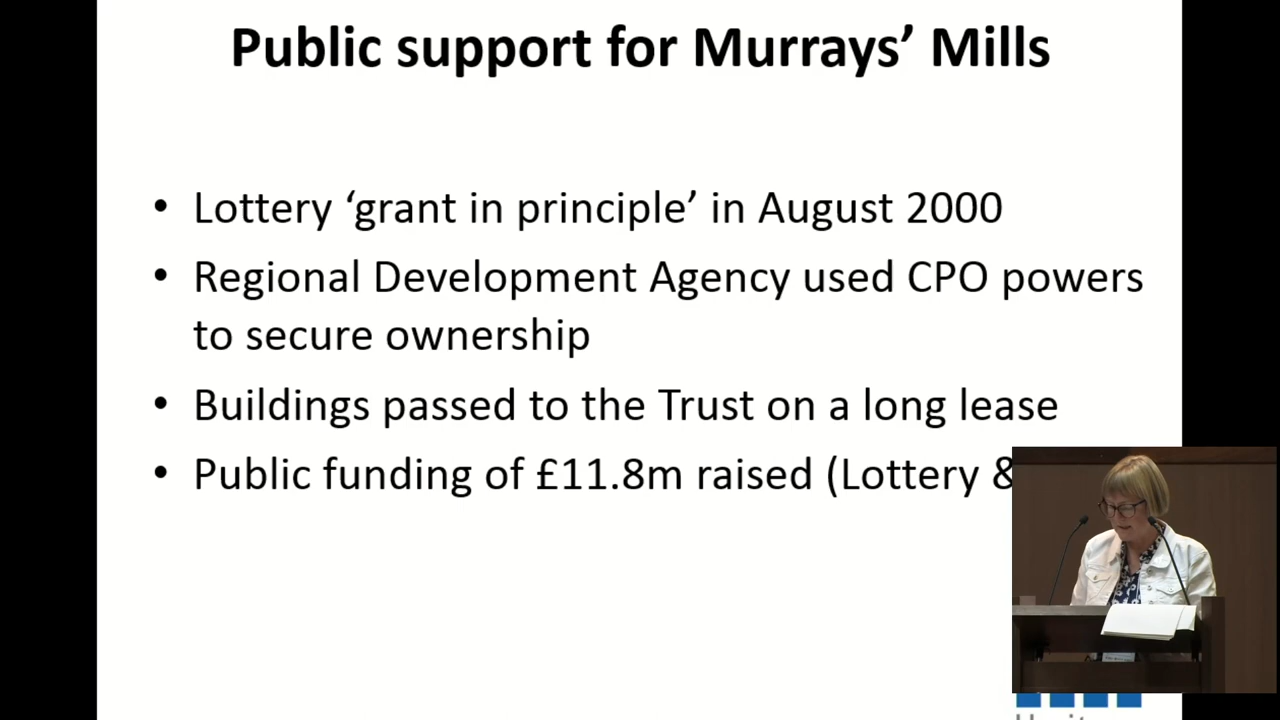 Public support for Murrays’ Mills
• Lottery ‘grant in principle’ in August 2000
• Regional Development Agency used CPO powers
to secure ownership
• Buildings passed to the Trust on a long lease
• Public funding of £11.8m raised (Lottery &